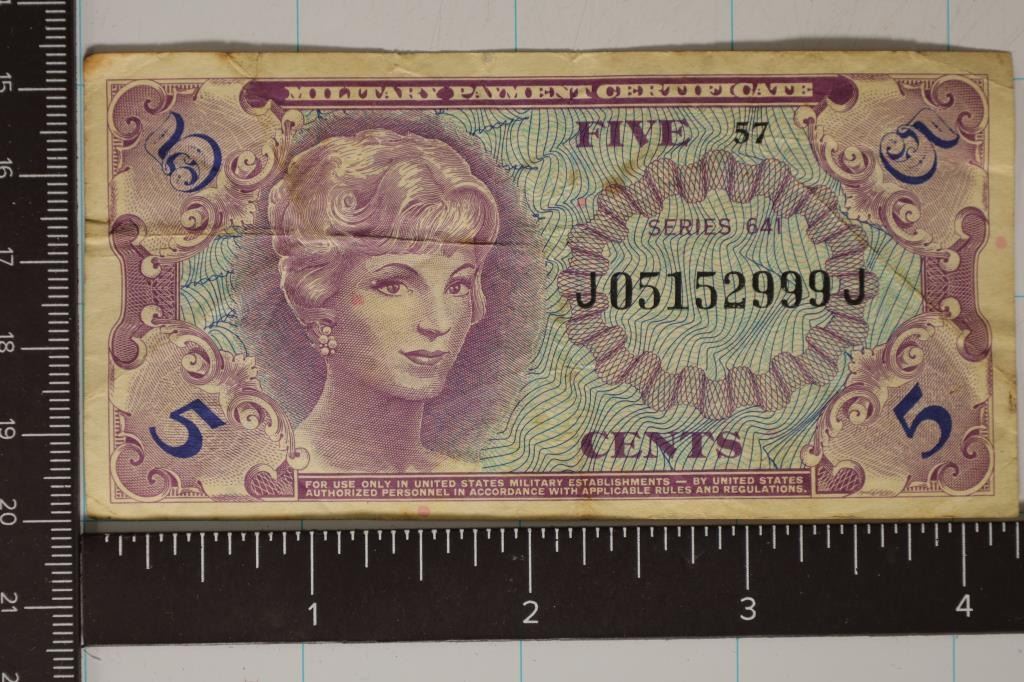 MILITARY PAYMENT CERTIFICATE
5
FIVE 57
5
SERIES 641
J05152999J
5
CENTS
5
FOR USE ONLY IN UNITED STATES MILITARY ESTABLISHMENTS — BY UNITED STATES
AUTHORIZED PERSONNEL IN ACCORDANCE WITH APPLICABLE RULES AND REGULATIONS.
15
16
17
18
19
20
21
1 2 3 4